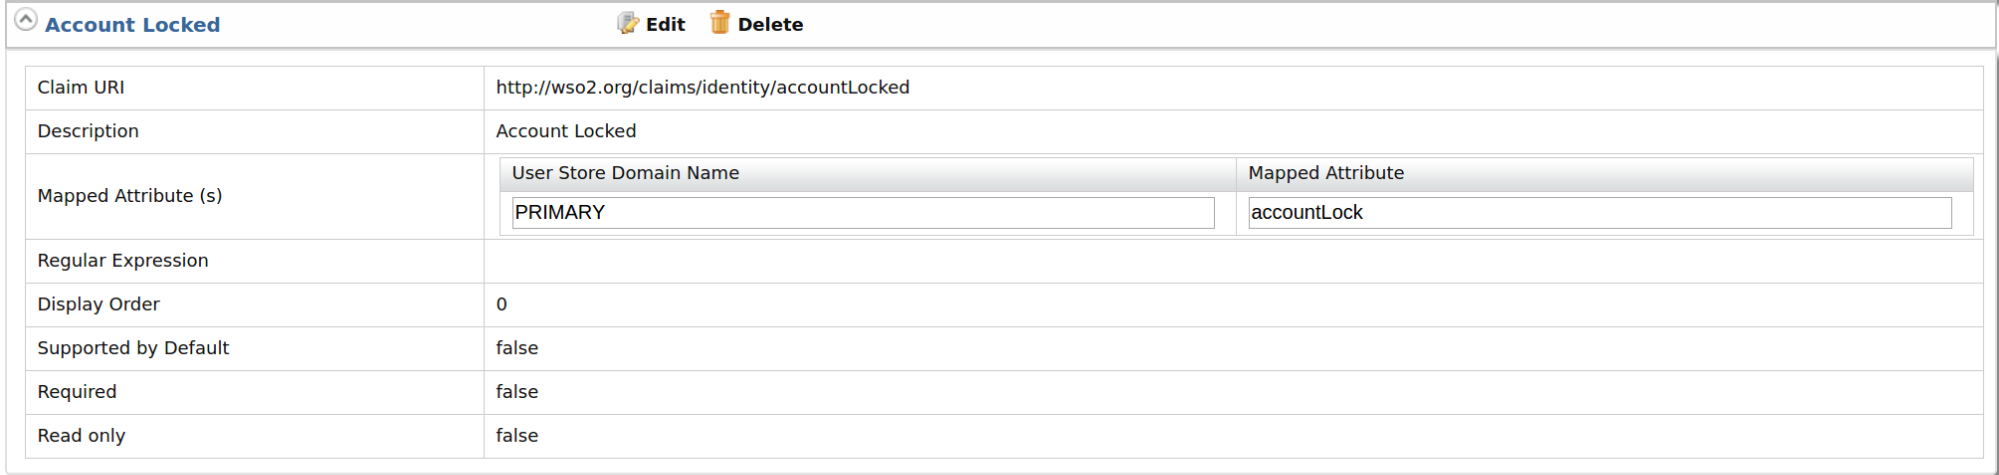 Account Locked Edit Delete
Claim URI http://wso2.org/claims/identity/accountLocked
Description Account Locked
Mapped Attribute (s)
User Store Domain Name Mapped Attribute
PRIMARY accountLock
Regular Expression
Display Order 0
Supported by Default false
Required false
Read only false